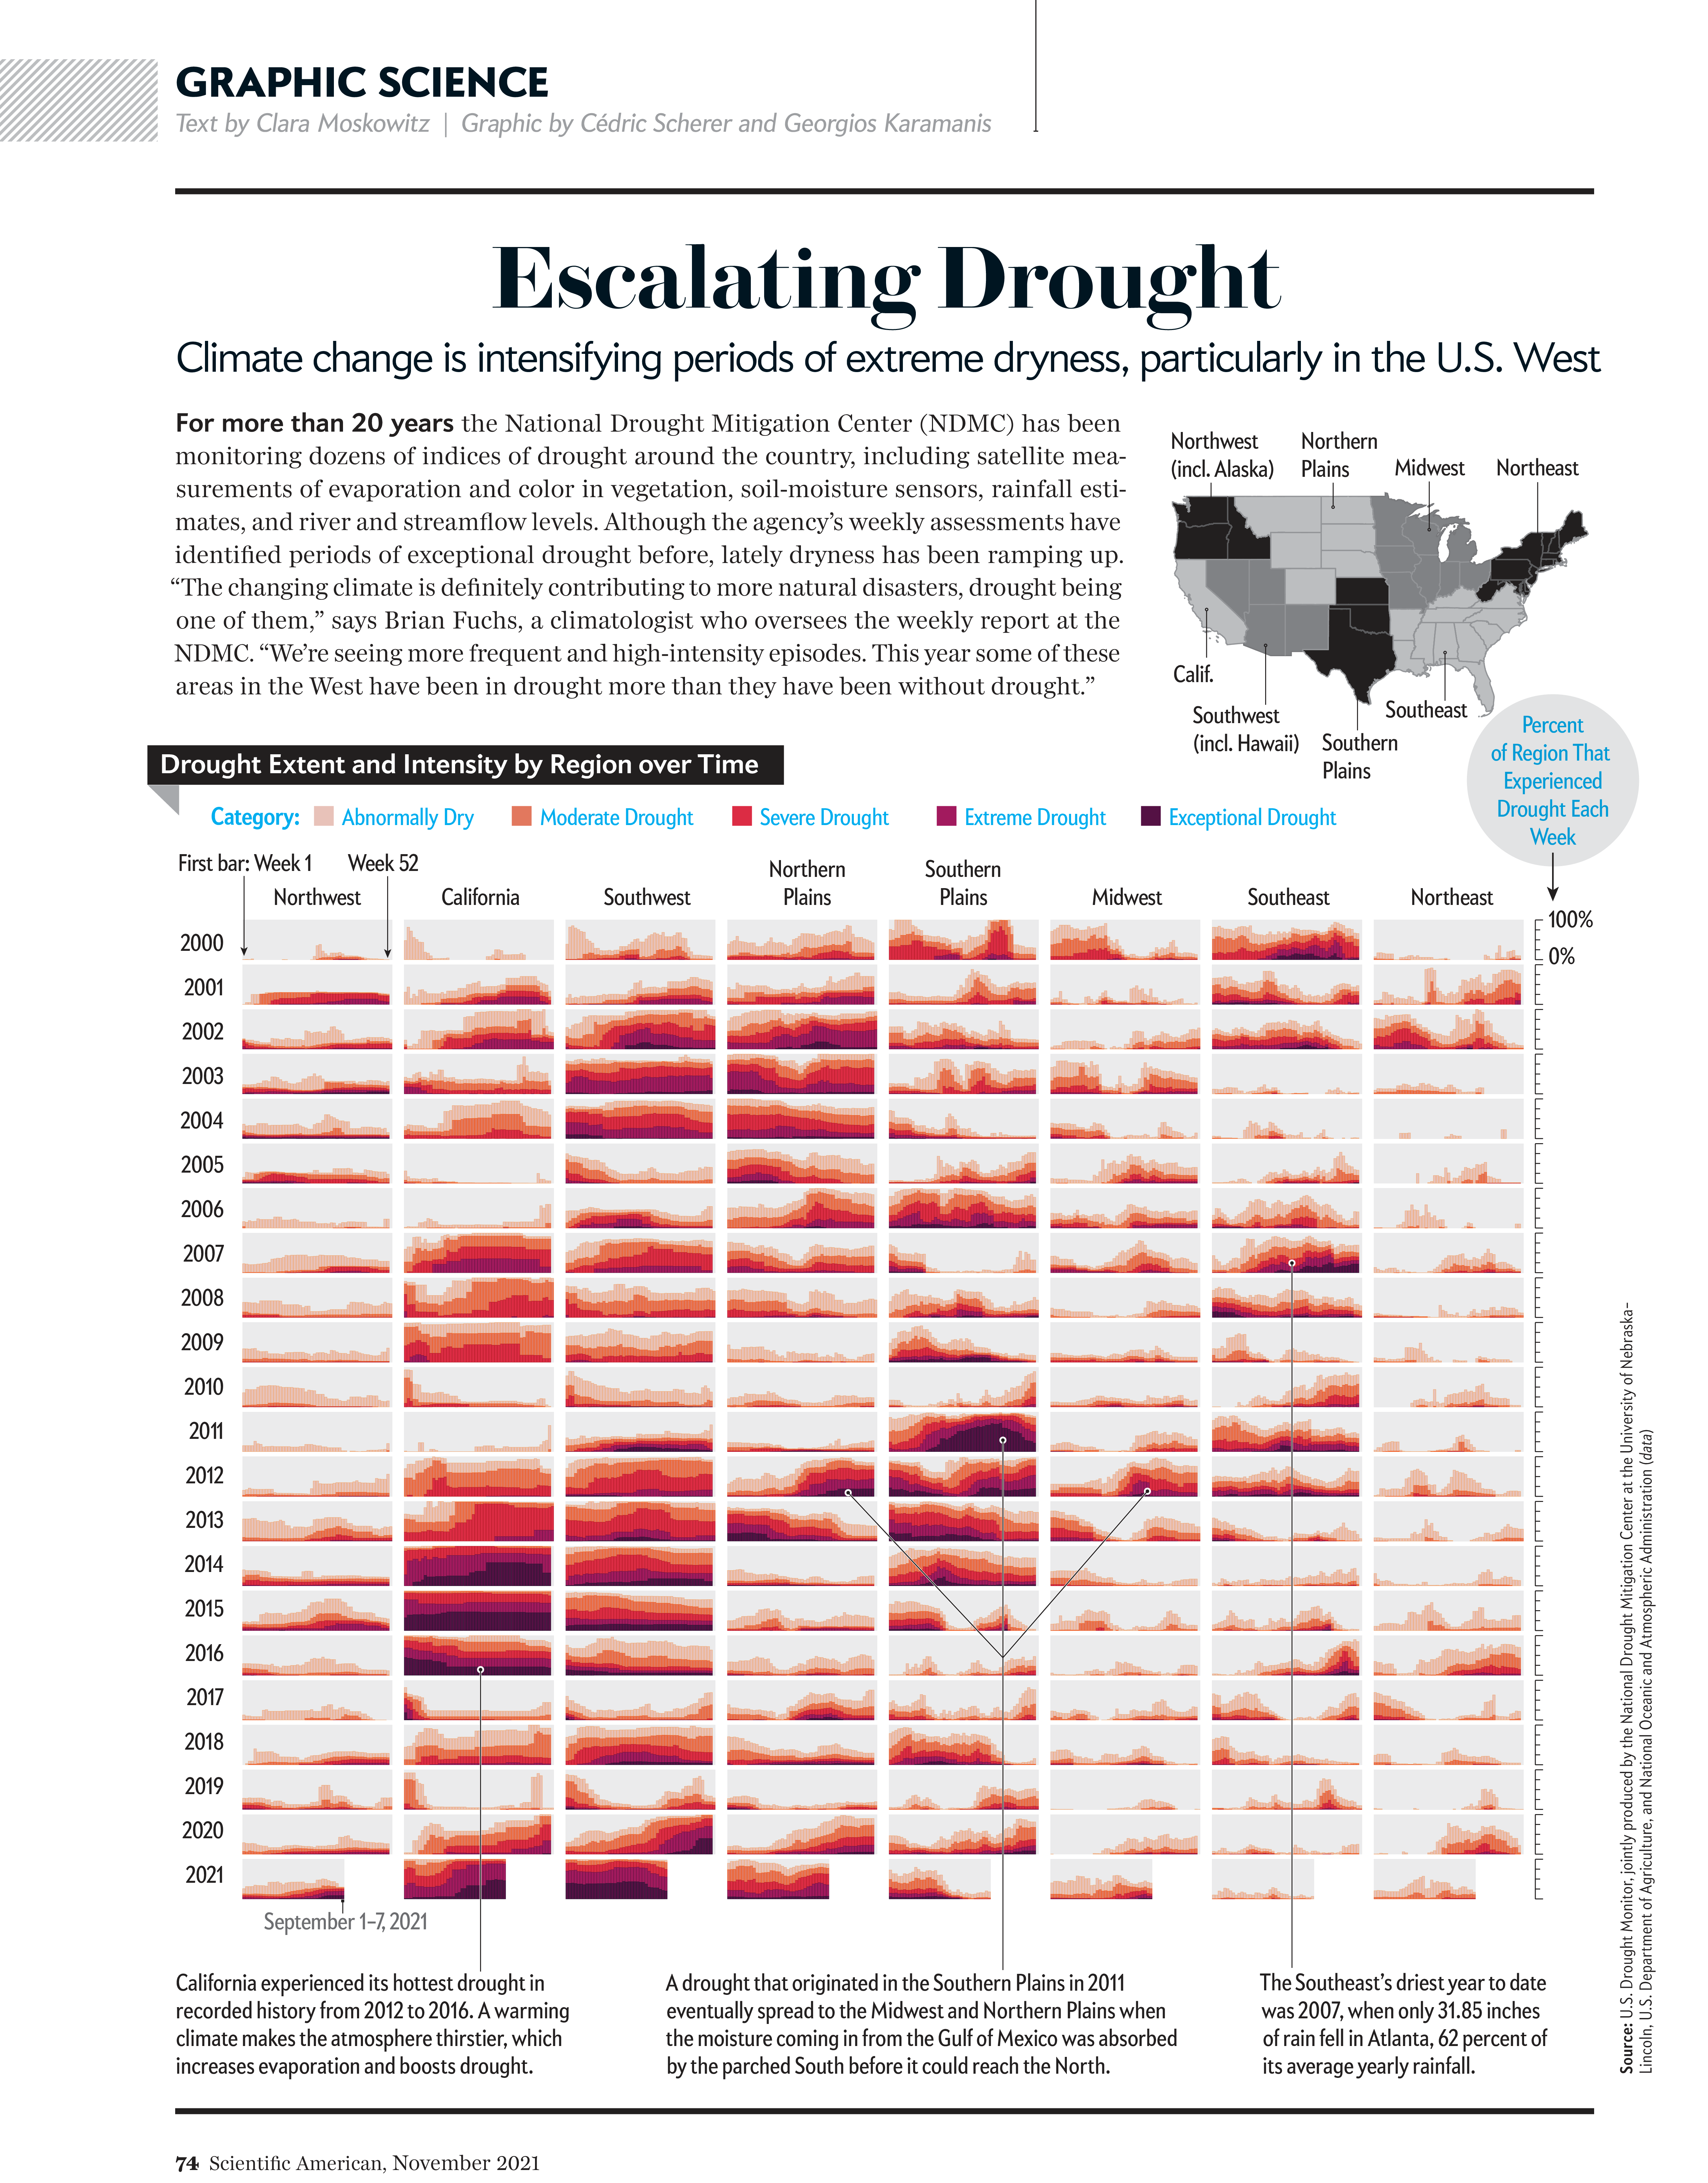 GRAPHIC SCIENCE
Text by Clara Moskowitz | Graphic by Cédric Scherer and Georgios Karamanis
Escalating Drought
Climate change is intensifying periods of extreme dryness, particularly in the U.S. West
For more than 20 years the National Drought Mitigation Center (NDMC) has been
monitoring dozens of indices of drought around the country, including satellite mea-
surements of evaporation and color in vegetation, soil-moisture sensors, rainfall esti-
mates, and river and streamflow levels. Although the agency's weekly assessments have
identified periods of exceptional drought before, lately dryness has been ramping up.
“The changing climate is definitely contributing to more natural disasters, drought being
one of them,” says Brian Fuchs, a climatologist who oversees the weekly report at the
NDMC. “We're seeing more frequent and high-intensity episodes. This year some of these
areas in the West have been in drought more than they have been without drought.”
Northwest
(incl. Alaska)
Northern
Plains
Midwest
Northeast
Calif.
Southwest
(incl. Hawaii)
Southern
Plains
Southeast
Percent
of Region That
Experienced
Drought Each
Week
Drought Extent and Intensity by Region over Time
Category: Abnormally Dry Moderate Drought Severe Drought Extreme Drought Exceptional Drought
First bar: Week 1 Week 52
Northwest
California
Southwest
Northern
Plains
Southern
Plains
Midwest
Southeast
Northeast
100%
0%
2000
2001
2002
2003
2004
2005
2006
2007
2008
2009
2010
2011
2012
2013
2014
2015
2016
2017
2018
2019
2020
2021
September 1–7, 2021
California experienced its hottest drought in
recorded history from 2012 to 2016. A warming
climate makes the atmosphere thirstier, which
increases evaporation and boosts drought.
A drought that originated in the Southern Plains in 2011
eventually spread to the Midwest and Northern Plains when
the moisture coming in from the Gulf of Mexico was absorbed
by the parched South before it could reach the North.
The Southeast's driest year to date
was 2007, when only 31.85 inches
of rain fell in Atlanta, 62 percent of
its average yearly rainfall.
Source: U.S. Drought Monitor, jointly produced by the National Drought Mitigation Center at the University of Nebraska–
Lincoln, U.S. Department of Agriculture, and National Oceanic and Atmospheric Administration (data)
74 Scientific American, November 2021